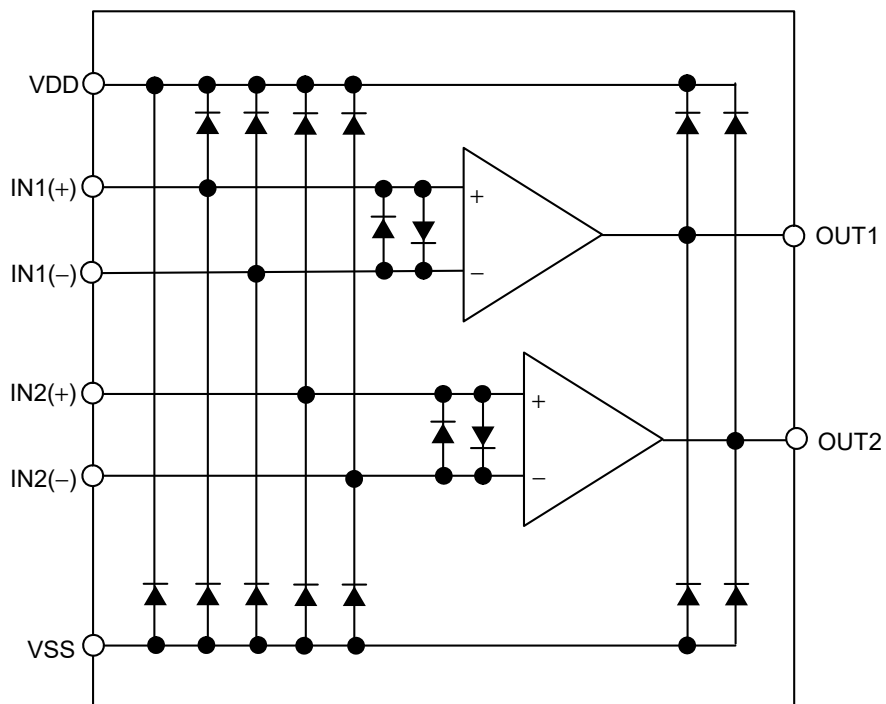 VDD
IN1(+)
+
OUT1
IN1(−)
−
IN2(+)
+
OUT2
IN2(−)
−
VSS